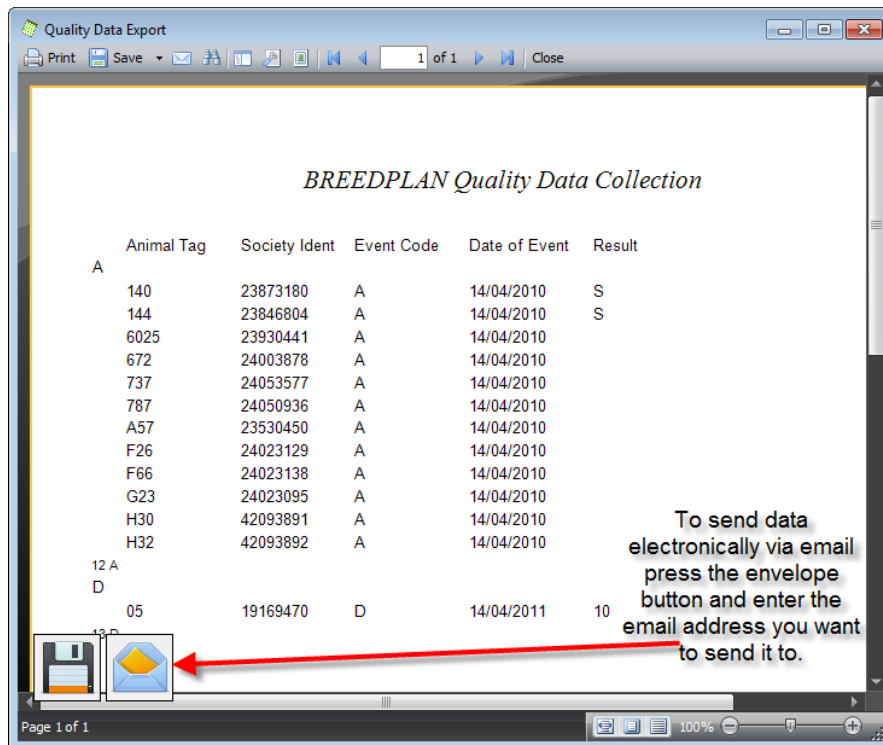 Quality Data Export
Print Save 1 of 1 Close
BREEDPLAN Quality Data Collection
Animal Tag Society Ident Event Code Date of Event Result
A
140 23873180 A 14/04/2010 S
144 23846804 A 14/04/2010 S
6025 23930441 A 14/04/2010
672 24003878 A 14/04/2010
737 24053577 A 14/04/2010
787 24050936 A 14/04/2010
A57 23530450 A 14/04/2010
F26 24023129 A 14/04/2010
F66 24023138 A 14/04/2010
G23 24023095 A 14/04/2010
H30 42093891 A 14/04/2010
H32 42093892 A 14/04/2010
12 A
D
05 19169470 D 14/04/2011 10
To send data
electronically via email
press the envelope
button and enter the
email address you want
to send it to.
Page 1 of 1 100%